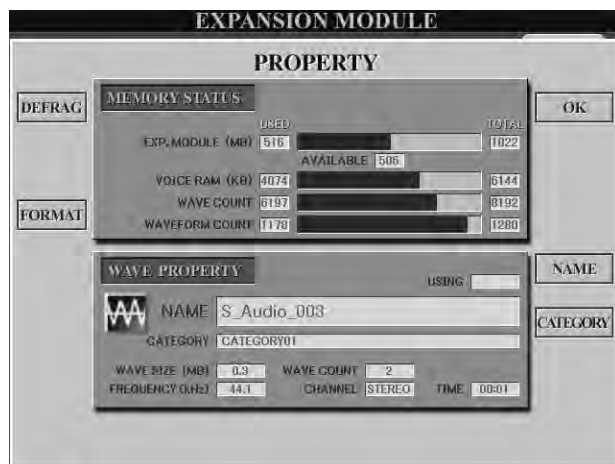 EXPANSION MODULE
PROPERTY
DEFRAG
MEMORY STATUS
OK
USED
TOTAL
EXP. MODULE (MB) 516 1022
AVAILABLE 506
VOICE RAM (KB) 4074 6144
FORMAT
WAVE COUNT 6197 8192
WAVEFORM COUNT 1178 1280
WAVE PROPERTY
USING
NAME
NAME S_Audio_003
CATEGORY CATEGORY01
CATEGORY
WAVE SIZE (MB) 0.3 WAVE COUNT 2
FREQUENCY (KHz) 44.1 CHANNEL STEREO TIME 00:01